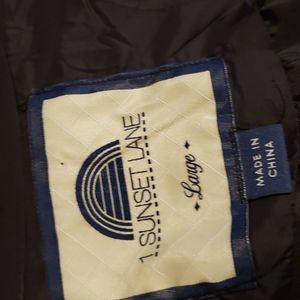 1 SUNSET LANE
Large
MADE IN
CHINA